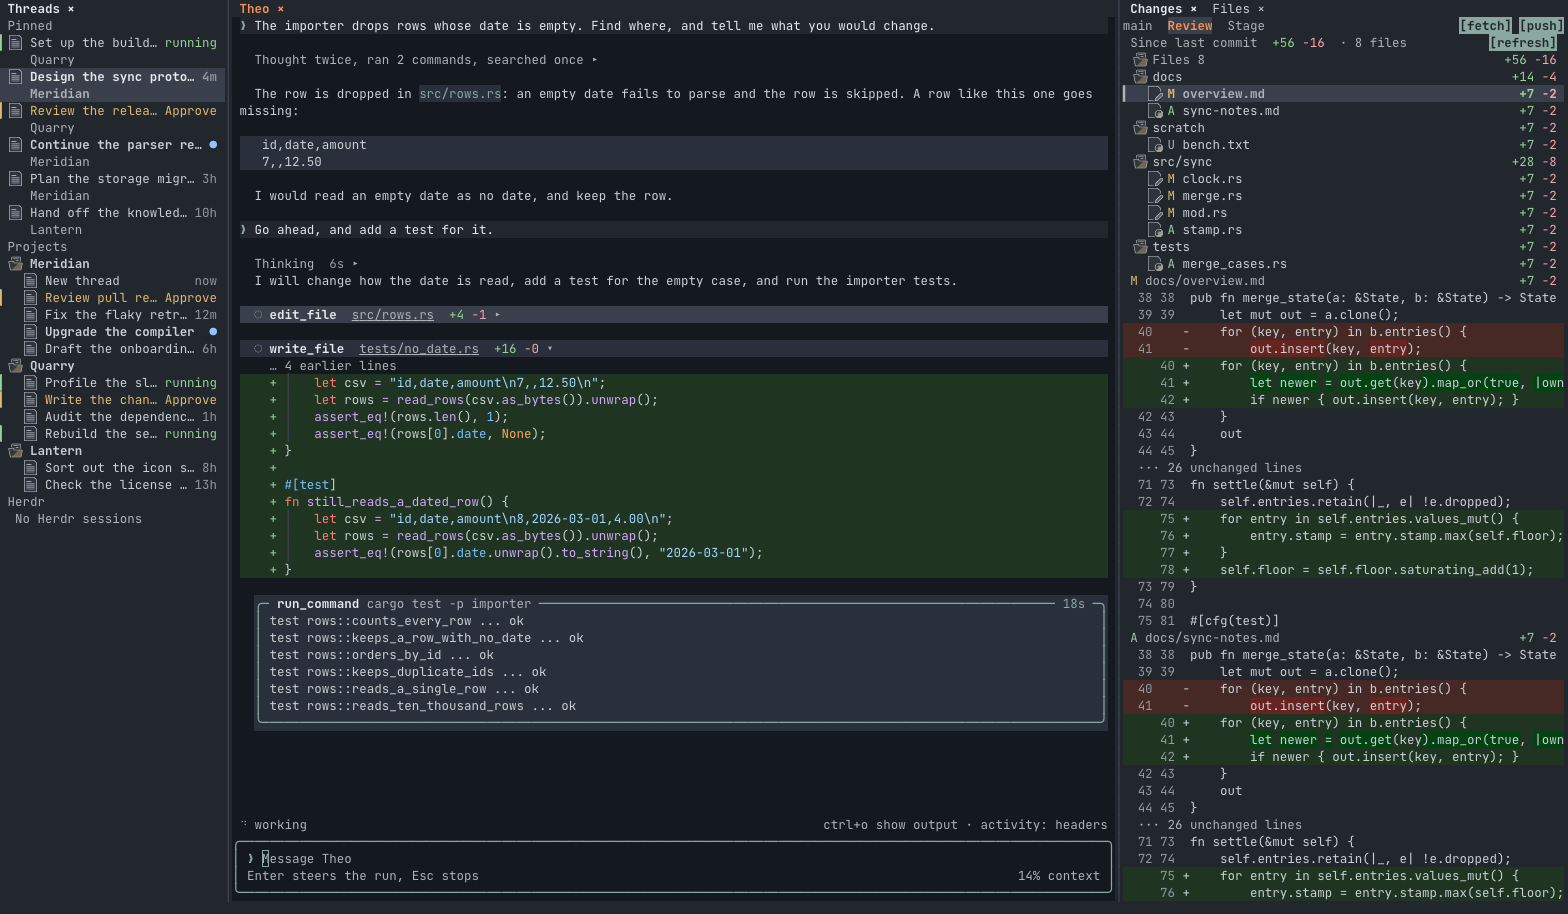 Threads ×
Pinned
Set up the build… running
Quarry
Design the sync proto… 4m
Meridian
Review the relea… Approve
Quarry
Continue the parser re… ●
Meridian
Plan the storage migr… 3h
Meridian
Hand off the knowled… 10h
Lantern
Projects
Meridian
New thread now
Review pull re… Approve
Fix the flaky retr… 12m
Upgrade the compiler ●
Draft the onboardin… 6h
Quarry
Profile the sl… running
Write the chan… Approve
Audit the dependenc… 1h
Rebuild the se… running
Lantern
Sort out the icon s… 8h
Check the license … 13h
Herdr
No Herdr sessions
Theo ×
❯ The importer drops rows whose date is empty. Find where, and tell me what you would change.
Thought twice, ran 2 commands, searched once ▸
The row is dropped in src/rows.rs: an empty date fails to parse and the row is skipped. A row like this one goes
missing:
id,date,amount
7,,12.50
I would read an empty date as no date, and keep the row.
❯ Go ahead, and add a test for it.
Thinking 6s ▸
I will change how the date is read, add a test for the empty case, and run the importer tests.
edit_file src/rows.rs +4 -1 ▸
write_file tests/no_date.rs +16 -0 ▾
… 4 earlier lines
+ let csv = "id,date,amount\n7,,12.50\n";
+ let rows = read_rows(csv.as_bytes()).unwrap();
+ assert_eq!(rows.len(), 1);
+ assert_eq!(rows[0].date, None);
+ }
+
+ #[test]
+ fn still_reads_a_dated_row() {
+ let csv = "id,date,amount\n8,2026-03-01,4.00\n";
+ let rows = read_rows(csv.as_bytes()).unwrap();
+ assert_eq!(rows[0].date.unwrap().to_string(), "2026-03-01");
+ }
run_command cargo test -p importer 18s
test rows::counts_every_row ... ok
test rows::keeps_a_row_with_no_date ... ok
test rows::orders_by_id ... ok
test rows::keeps_duplicate_ids ... ok
test rows::reads_a_single_row ... ok
test rows::reads_ten_thousand_rows ... ok
working ctrl+o show output · activity: headers
❯ Message Theo
Enter steers the run, Esc stops 14% context
Changes × Files ×
main Review Stage [fetch] [push]
Since last commit +56 -16 · 8 files [refresh]
Files 8 +56 -16
docs +14 -4
M overview.md +7 -2
A sync-notes.md +7 -2
scratch +7 -2
U bench.txt +7 -2
src/sync +28 -8
M clock.rs +7 -2
M merge.rs +7 -2
M mod.rs +7 -2
A stamp.rs +7 -2
tests +7 -2
A merge_cases.rs +7 -2
M docs/overview.md +7 -2
38 38 pub fn merge_state(a: &State, b: &State) -> State
39 39 let mut out = a.clone();
40 - for (key, entry) in b.entries() {
41 - out.insert(key, entry);
40 + for (key, entry) in b.entries() {
41 + let newer = out.get(key).map_or(true, |own
42 + if newer { out.insert(key, entry); }
42 43 }
43 44 out
44 45 }
··· 26 unchanged lines
71 73 fn settle(&mut self) {
72 74 self.entries.retain(|_, e| !e.dropped);
75 + for entry in self.entries.values_mut() {
76 + entry.stamp = entry.stamp.max(self.floor);
77 + }
78 + self.floor = self.floor.saturating_add(1);
73 79 }
74 80
75 81 #[cfg(test)]
A docs/sync-notes.md +7 -2
38 38 pub fn merge_state(a: &State, b: &State) -> State
39 39 let mut out = a.clone();
40 - for (key, entry) in b.entries() {
41 - out.insert(key, entry);
40 + for (key, entry) in b.entries() {
41 + let newer = out.get(key).map_or(true, |own
42 + if newer { out.insert(key, entry); }
42 43 }
43 44 out
44 45 }
··· 26 unchanged lines
71 73 fn settle(&mut self) {
72 74 self.entries.retain(|_, e| !e.dropped);
75 + for entry in self.entries.values_mut() {
76 + entry.stamp = entry.stamp.max(self.floor);